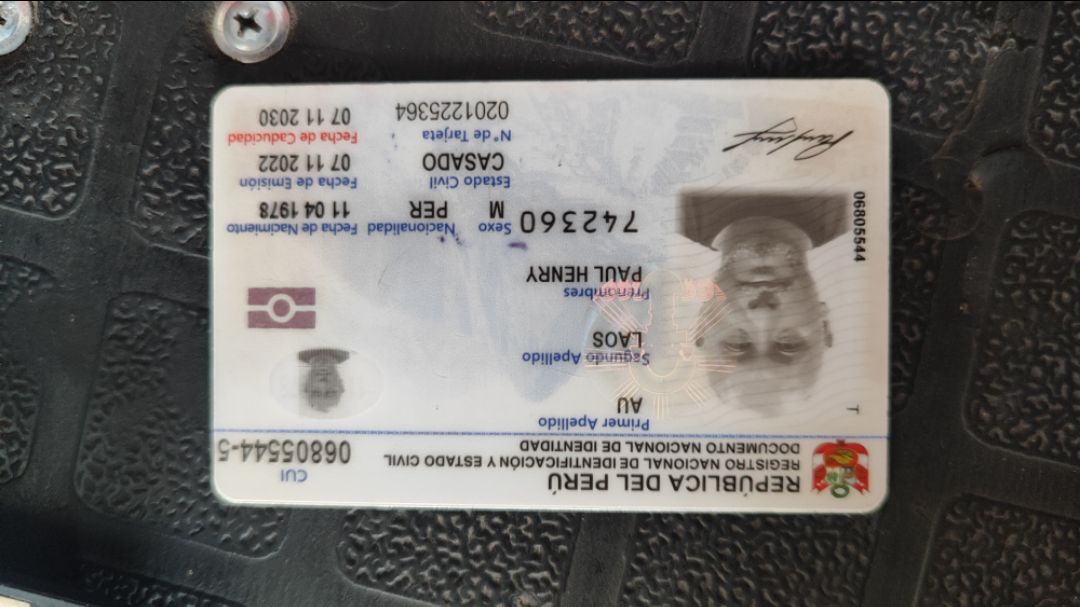 REPÚBLICA DEL PERÚ
REGISTRO NACIONAL DE IDENTIFICACIÓN Y ESTADO CIVIL
DOCUMENTO NACIONAL DE IDENTIDAD
CUI
06805544-5
Primer Apellido
AU
Segundo Apellido
LAOS
Prenombres
PAUL HENRY
Sexo Nacionalidad Fecha de Nacimiento
742360 M PER 11 04 1978
Estado Civil Fecha de Emisión
CASADO 07 11 2022
N° de Tarjeta Fecha de Caducidad
0201225364 07 11 2030
T
06805544